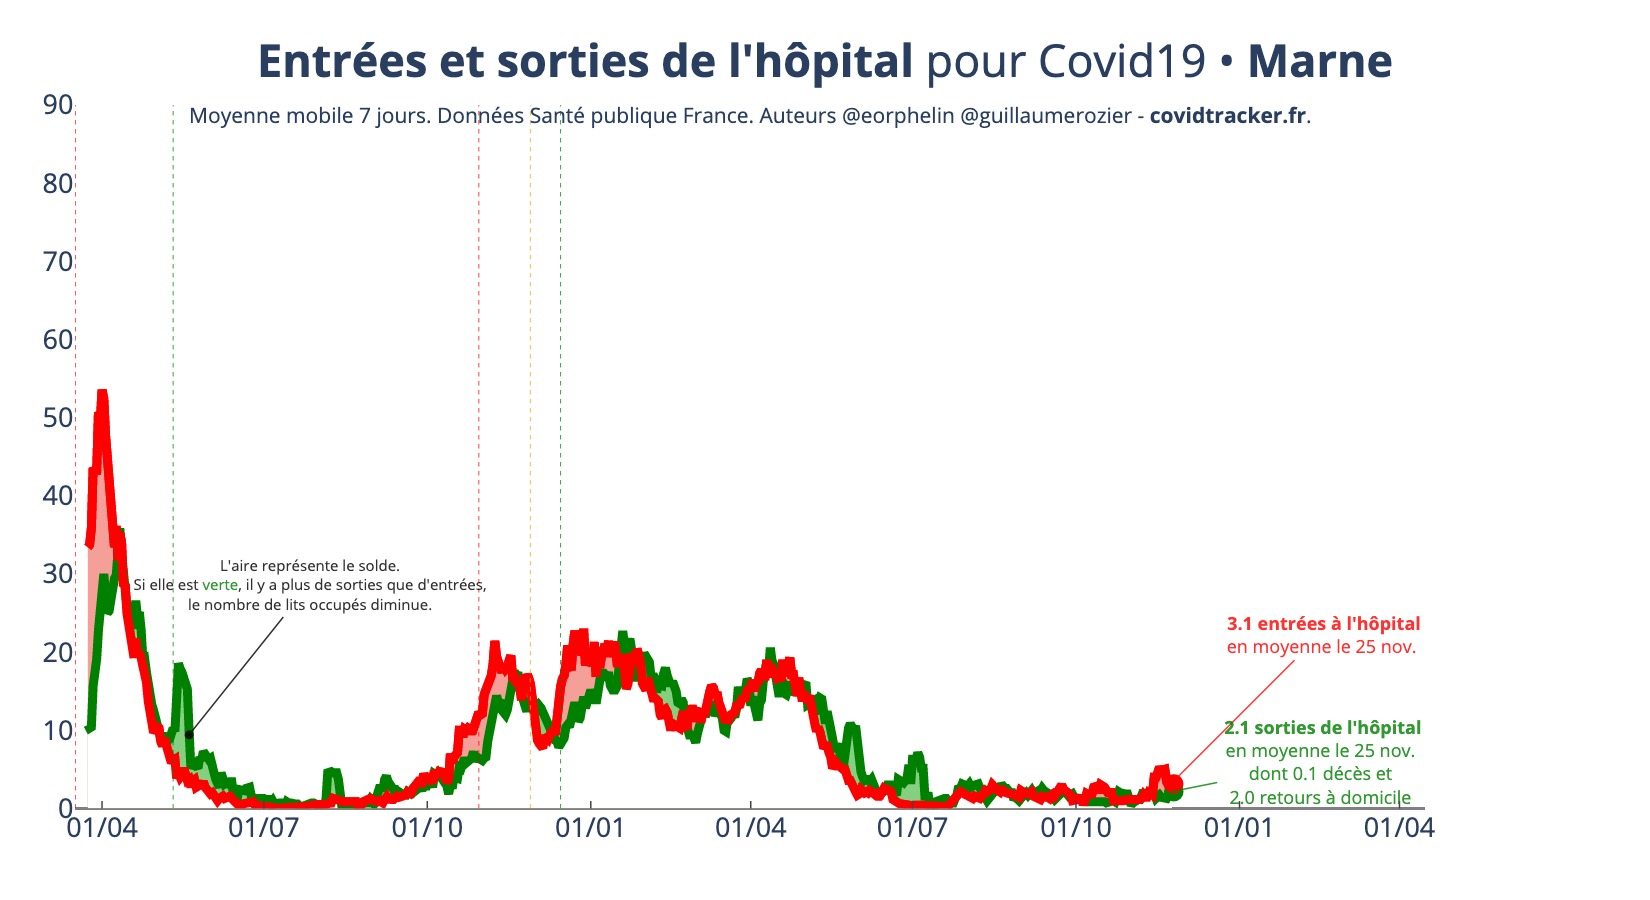 Entrées et sorties de l'hôpital pour Covid19 • Marne
Moyenne mobile 7 jours. Données Santé publique France. Auteurs @eorphelin @guillaumerozier - covidtracker.fr.
90
80
70
60
50
40
30
20
10
0
L'aire représente le solde.
Si elle est verte, il y a plus de sorties que d'entrées,
le nombre de lits occupés diminue.
3.1 entrées à l'hôpital
en moyenne le 25 nov.
2.1 sorties de l'hôpital
en moyenne le 25 nov.
dont 0.1 décès et
2.0 retours à domicile
01/04 01/07 01/10 01/01 01/04 01/07 01/10 01/01 01/04